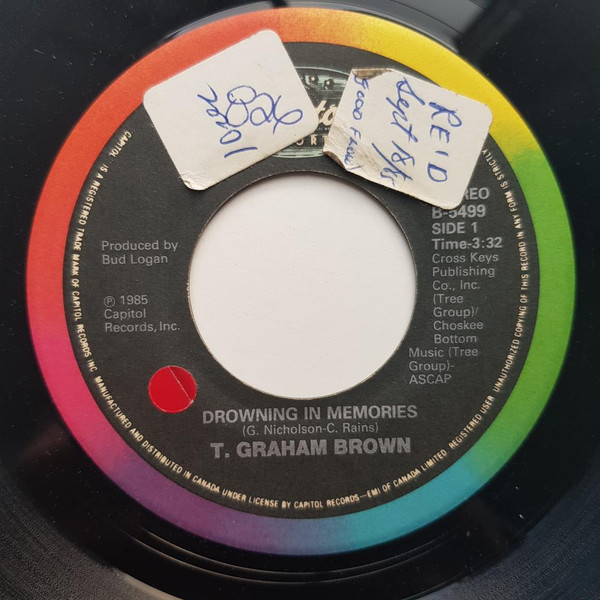 REC'D
Sept 18/85
STEREO
B-5499
SIDE 1
Time-3:32
Cross Keys
Publishing
Co., Inc.
(Tree
Group)/
Choskee
Bottom
Music (Tree
Group)-
ASCAP
Produced by
Bud Logan
℗ 1985
Capitol
Records, Inc.
DROWNING IN MEMORIES
(G. Nicholson-C. Rains)
T. GRAHAM BROWN
CAPITOL IS A REGISTERED TRADE MARK OF CAPITOL RECORDS INC. MANUFACTURED AND DISTRIBUTED IN CANADA UNDER LICENSE BY CAPITOL RECORDS—EMI OF CANADA LIMITED, REGISTERED USER. UNAUTHORIZED COPYING OF THIS RECORD IN ANY FORM IS STRICTLY